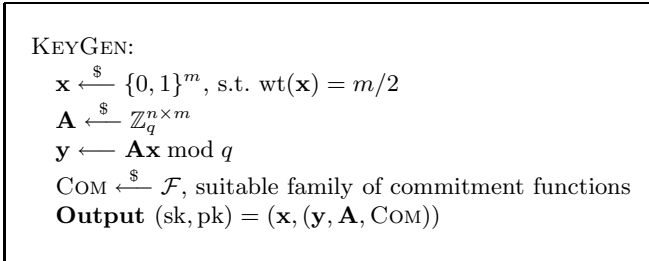 KEYGEN:
x ←$ {0, 1}^m, s.t. wt(x) = m/2
A ←$ ℤ_q^{n×m}
y ← Ax mod q
COM ←$ ℱ, suitable family of commitment functions
Output (sk, pk) = (x, (y, A, COM))